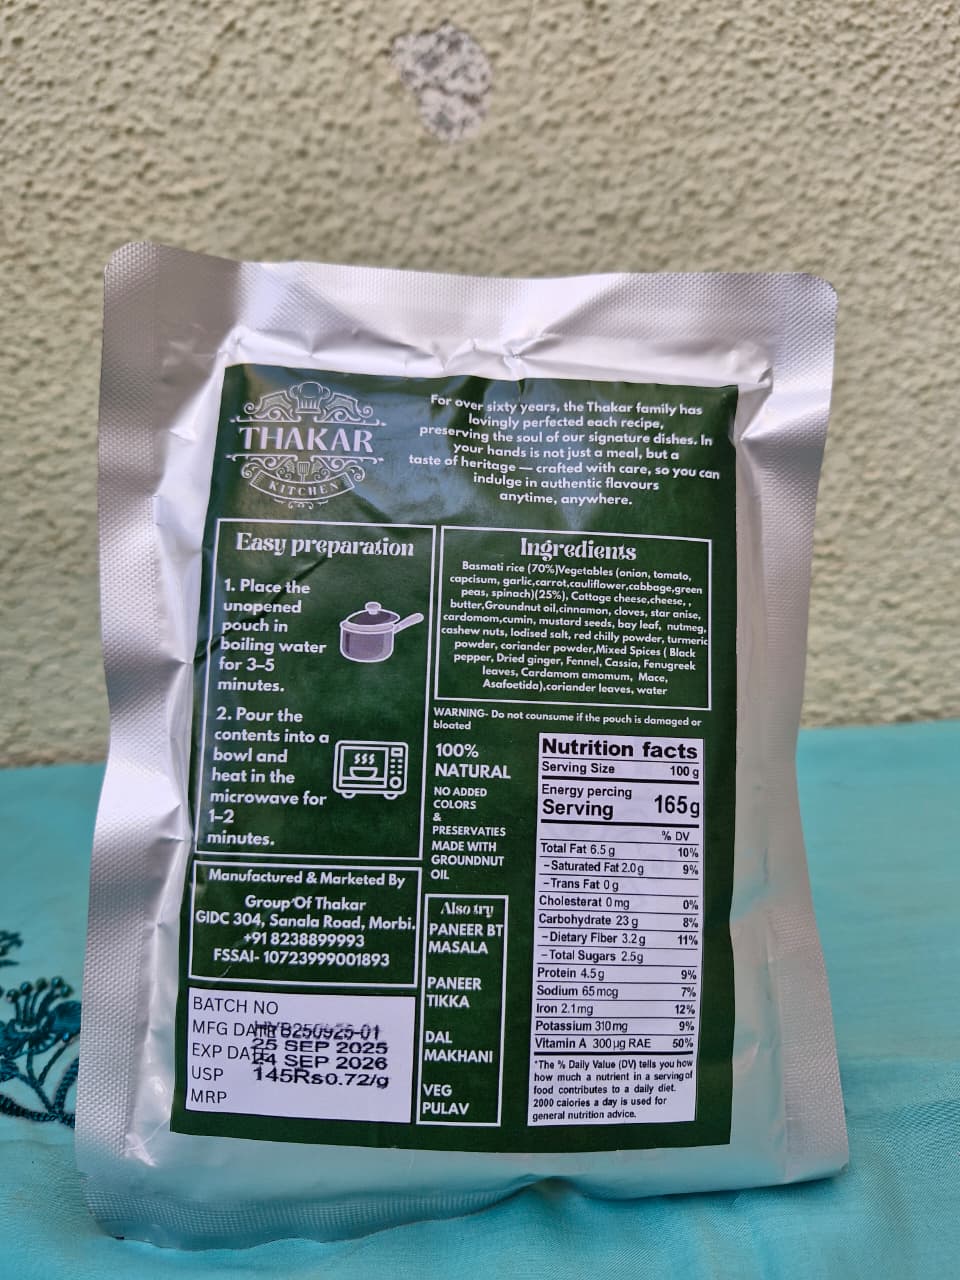 THAKAR
KITCHEN
For over sixty years, the Thakar family has
lovingly perfected each recipe,
preserving the soul of our signature dishes. In
your hands is not just a meal, but a
taste of heritage — crafted with care, so you can
indulge in authentic flavours
anytime, anywhere.
Easy preparation
1. Place the
unopened
pouch in
boiling water
for 3–5
minutes.
2. Pour the
contents into a
bowl and
heat in the
microwave for
1–2
minutes.
Ingredients
Basmati rice (70%)Vegetables (onion, tomato,
capcisum, garlic,carrot,cauliflower,cabbage,green
peas, spinach)(25%), Cottage cheese,cheese, ,
butter,Groundnut oil,cinnamon, cloves, star anise,
cardomom,cumin, mustard seeds, bay leaf, nutmeg,
cashew nuts, Iodised salt, red chilly powder, turmeric
powder, coriander powder,Mixed Spices ( Black
pepper, Dried ginger, Fennel, Cassia, Fenugreek
leaves, Cardamom amomum, Mace,
Asafoetida),coriander leaves, water
WARNING- Do not counsume if the pouch is damaged or
bloated
100%
NATURAL
NO ADDED
COLORS
&
PRESERVATIES
MADE WITH
GROUNDNUT
OIL
Nutrition facts
Serving Size 100 g
Energy percing
Serving 165g
% DV
Total Fat 6.5 g 10%
–Saturated Fat 2.0 g 9%
–Trans Fat 0 g
Cholesterat 0 mg 0%
Carbohydrate 23 g 8%
–Dietary Fiber 3.2 g 11%
–Total Sugars 2.5g
Protein 4.5 g 9%
Sodium 65 mcg 7%
Iron 2.1 mg 12%
Potassium 310 mg 9%
Vitamin A 300 µg RAE 50%
*The % Daily Value (DV) tells you how
how much a nutrient in a serving of
food contributes to a daily diet.
2000 calories a day is used for
general nutrition advice.
Manufactured & Marketed By
Group Of Thakar
GIDC 304, Sanala Road, Morbi.
+91 8238899993
FSSAI- 10723999001893
Also try
PANEER BT
MASALA
PANEER
TIKKA
DAL
MAKHANI
VEG
PULAV
BATCH NO
MFG DATE HYB250925-01
25 SEP 2025
EXP DATE 24 SEP 2026
USP 145Rs0.72/g
MRP